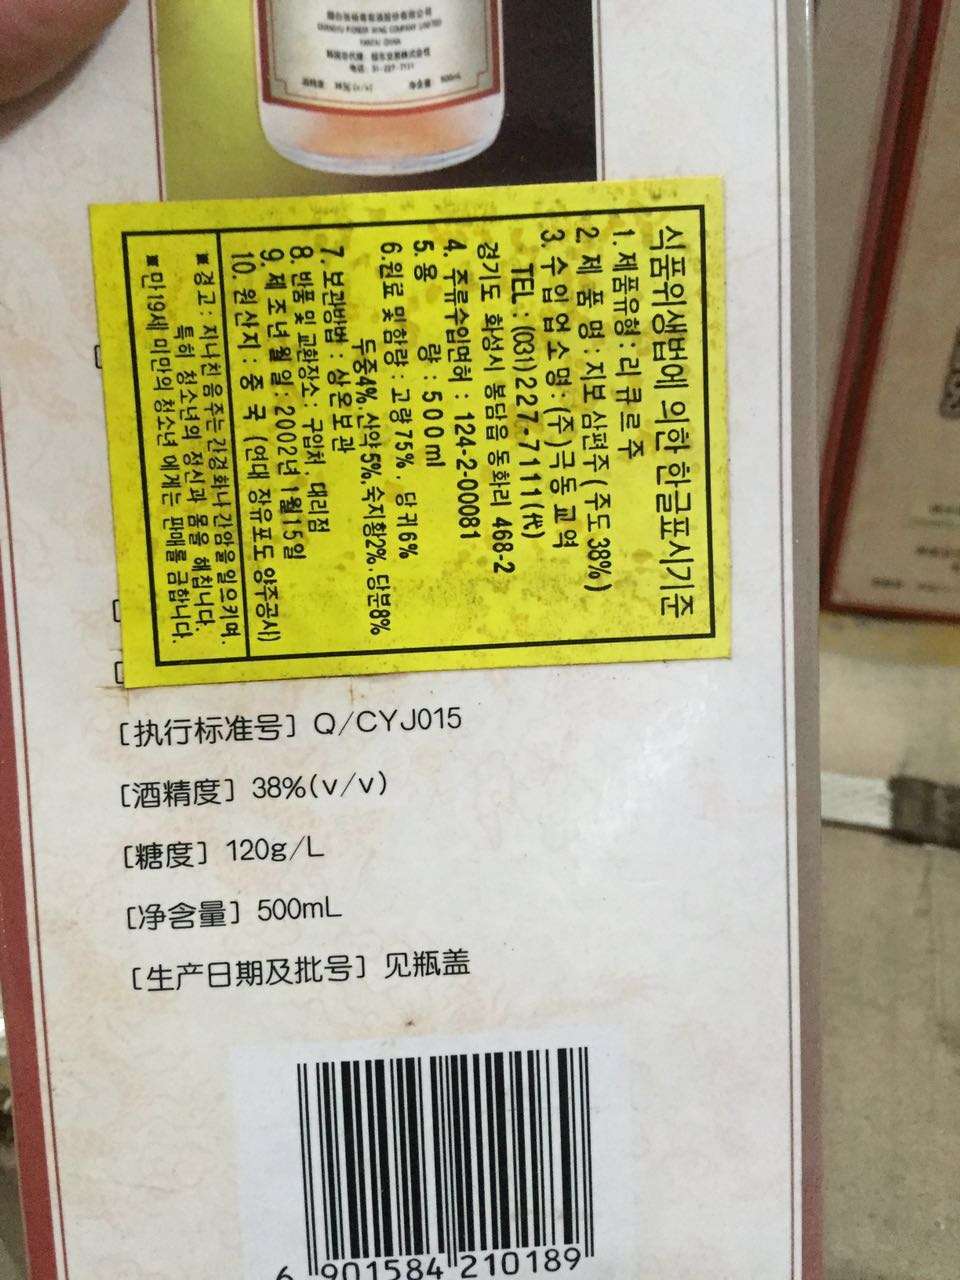 CHANGYU PIONEER WINE COMPANY LIMITED
YANTAI CHINA
식품위생법에 의한 한글표시기준
1. 제품유형 : 리 큐 르 주
2. 제 품 명 : 지보 삼편주 ( 주도 38% )
3. 수 입 업 소 명 : (주) 극 동 교 역
TEL : (031) 227-7111(代)
경기도 화성시 봉담읍 동화리 468-2
4. 주류수입면허 : 124-2-00081
5. 용 량 : 500ml
6. 원료 및 함량 : 고량 75% . 당귀6%
두중4%. 산약5%,숙지황2%. 당분8%
7. 보관방법 : 상온보관
8. 반품 및 교환장소 : 구입처. 대리점
9. 제 조 년 월 일 : 2002년 1월15일
10. 원산지 : 중 국 (연대 장유포도 양주공사)
※경고 : 지나친 음주는 간경화나 간암을 일으키며.
특히 청소년의 정신과 몸을 해칩니다.
※만19세 미만의 청소년 에게는 판매를 금합니다.
[执行标准号] Q/CYJ015
[酒精度] 38%(v/v)
[糖度] 120g/L
[净含量] 500mL
[生产日期及批号] 见瓶盖
6 901584 210189